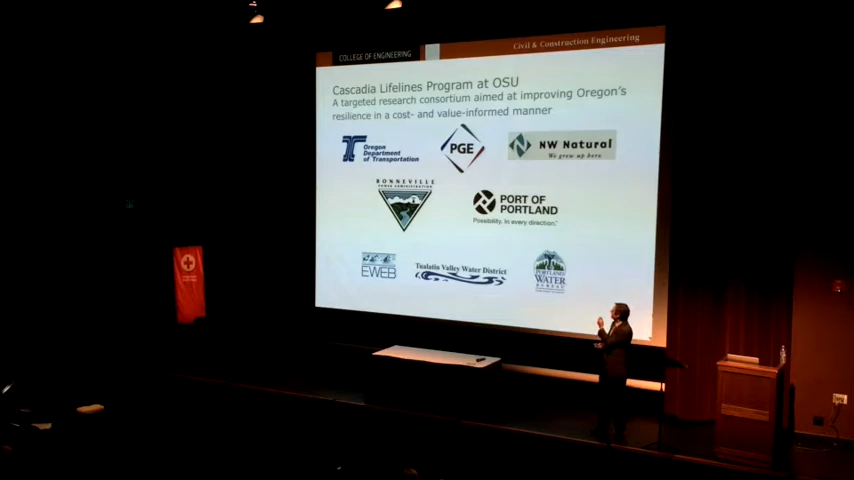 COLLEGE OF ENGINEERING
Civil & Construction Engineering
Cascadia Lifelines Program at OSU
A targeted research consortium aimed at improving Oregon's
resilience in a cost- and value-informed manner
Oregon
Department
of Transportation
PGE
NW Natural
We grew up here
BONNEVILLE
POWER ADMINISTRATION
PORT OF
PORTLAND
Possibility. In every direction.
EWEB
Tualatin Valley Water District
PORTLAND
WATER
BUREAU